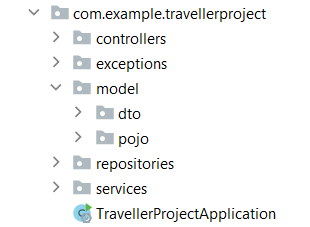 com.example.travellerproject
controllers
exceptions
model
dto
pojo
repositories
services
TravellerProjectApplication